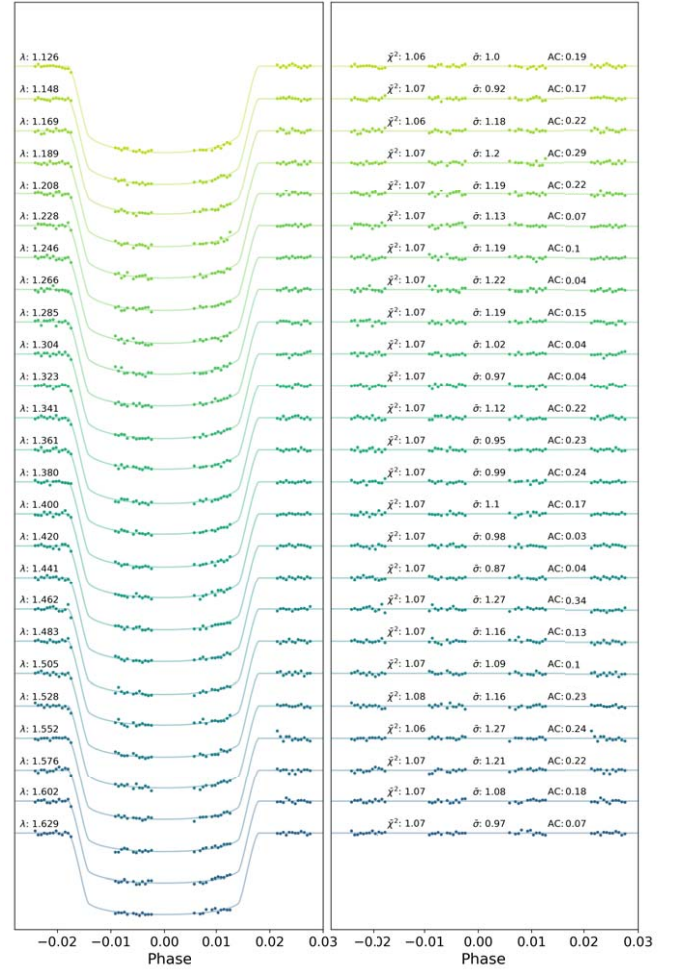 λ: 1.126 χ̄²: 1.06 σ̄: 1.0 AC: 0.19
λ: 1.148 χ̄²: 1.07 σ̄: 0.92 AC: 0.17
λ: 1.169 χ̄²: 1.06 σ̄: 1.18 AC: 0.22
λ: 1.189 χ̄²: 1.07 σ̄: 1.2 AC: 0.29
λ: 1.208 χ̄²: 1.07 σ̄: 1.19 AC: 0.22
λ: 1.228 χ̄²: 1.07 σ̄: 1.13 AC: 0.07
λ: 1.246 χ̄²: 1.07 σ̄: 1.19 AC: 0.1
λ: 1.266 χ̄²: 1.07 σ̄: 1.22 AC: 0.04
λ: 1.285 χ̄²: 1.07 σ̄: 1.19 AC: 0.15
λ: 1.304 χ̄²: 1.07 σ̄: 1.02 AC: 0.04
λ: 1.323 χ̄²: 1.07 σ̄: 0.97 AC: 0.04
λ: 1.341 χ̄²: 1.07 σ̄: 1.12 AC: 0.22
λ: 1.361 χ̄²: 1.07 σ̄: 0.95 AC: 0.23
λ: 1.380 χ̄²: 1.07 σ̄: 0.99 AC: 0.24
λ: 1.400 χ̄²: 1.07 σ̄: 1.1 AC: 0.17
λ: 1.420 χ̄²: 1.07 σ̄: 0.98 AC: 0.03
λ: 1.441 χ̄²: 1.07 σ̄: 0.87 AC: 0.04
λ: 1.462 χ̄²: 1.07 σ̄: 1.27 AC: 0.34
λ: 1.483 χ̄²: 1.07 σ̄: 1.16 AC: 0.13
λ: 1.505 χ̄²: 1.07 σ̄: 1.09 AC: 0.1
λ: 1.528 χ̄²: 1.08 σ̄: 1.16 AC: 0.23
λ: 1.552 χ̄²: 1.06 σ̄: 1.27 AC: 0.24
λ: 1.576 χ̄²: 1.07 σ̄: 1.21 AC: 0.22
λ: 1.602 χ̄²: 1.07 σ̄: 1.08 AC: 0.18
λ: 1.629 χ̄²: 1.07 σ̄: 0.97 AC: 0.07
−0.02 −0.01 0.00 0.01 0.02 0.03 −0.02 −0.01 0.00 0.01 0.02 0.03
Phase Phase